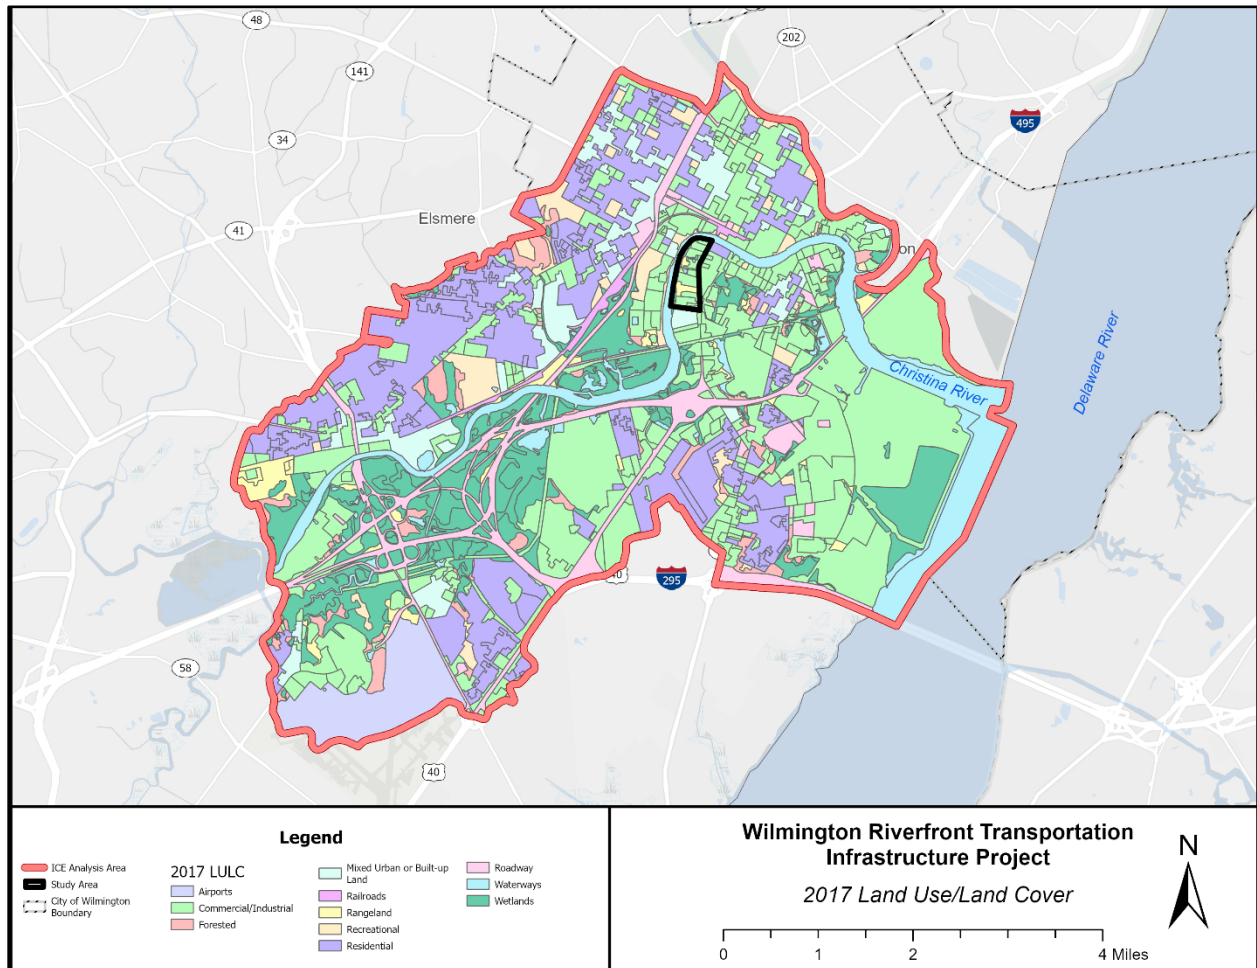 48
202
141
495
34
Elsmere
41
on
Christina River
Delaware River
295
40
58
40
Legend
ICE Analysis Area
Study Area
City of Wilmington
Boundary
2017 LULC
Airports
Commercial/Industrial
Forested
Mixed Urban or Built-up
Land
Railroads
Rangeland
Recreational
Residential
Roadway
Waterways
Wetlands
Wilmington Riverfront Transportation
Infrastructure Project
2017 Land Use/Land Cover
N
0 1 2 4 Miles